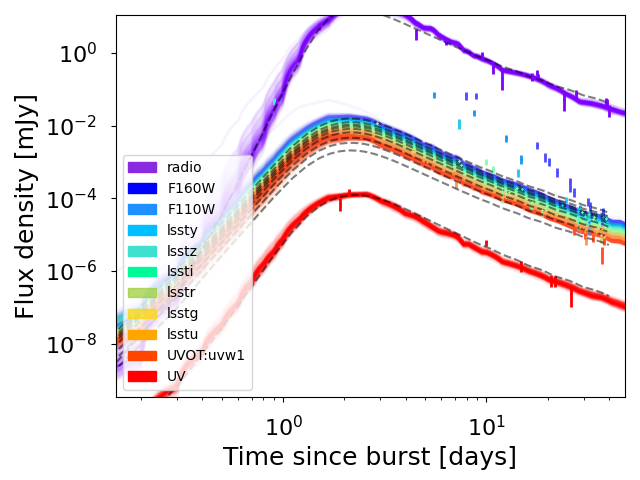 Flux density [mJy]
10^0
10^-2
10^-4
10^-6
10^-8
radio
F160W
F110W
lssty
lsstz
lssti
lsstr
lsstg
lsstu
UVOT:uvw1
UV
10^0 10^1
Time since burst [days]